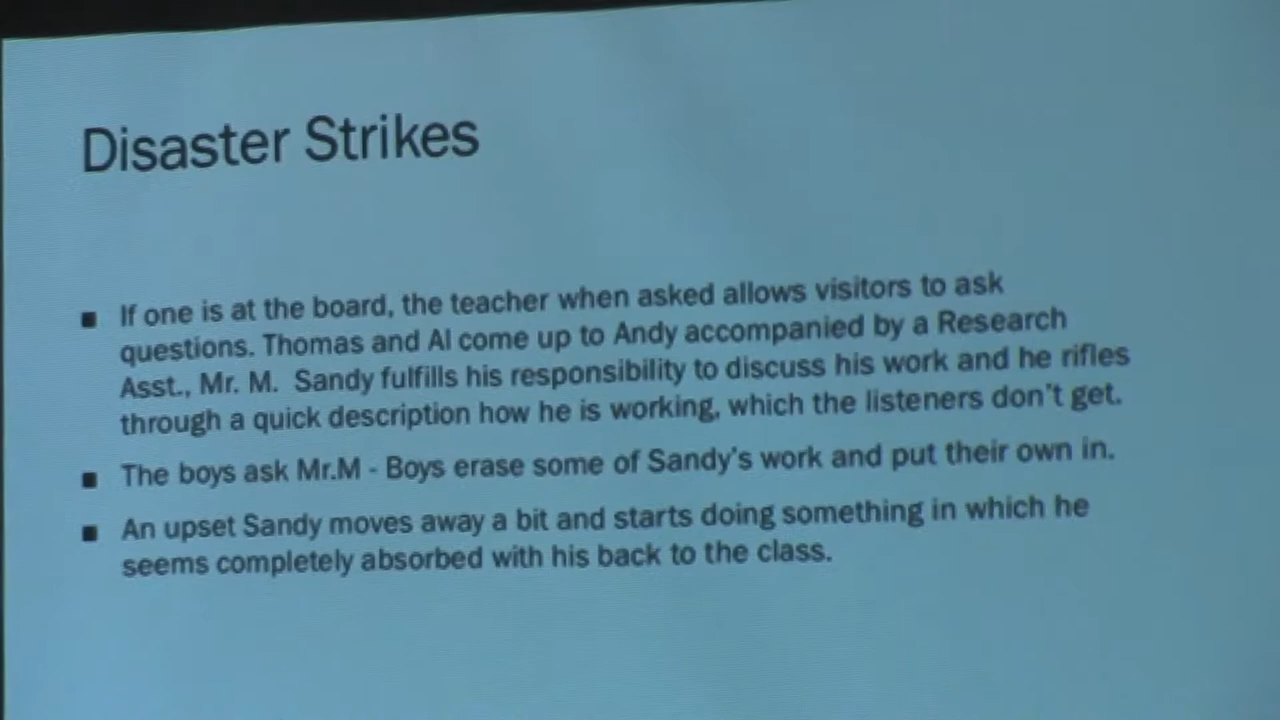 Disaster Strikes
▪ If one is at the board, the teacher when asked allows visitors to ask
questions. Thomas and Al come up to Andy accompanied by a Research
Asst., Mr. M. Sandy fulfills his responsibility to discuss his work and he rifles
through a quick description how he is working, which the listeners don't get.
▪ The boys ask Mr.M - Boys erase some of Sandy's work and put their own in.
▪ An upset Sandy moves away a bit and starts doing something in which he
seems completely absorbed with his back to the class.